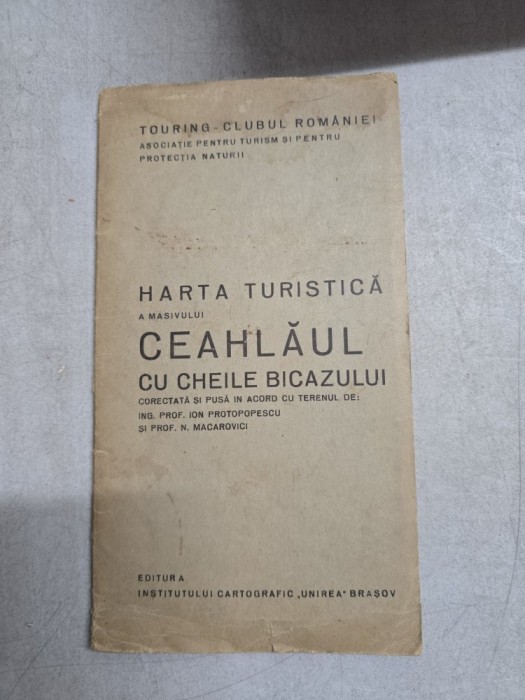 TOURING-CLUBUL ROMÂNIEI
ASOCIAȚIE PENTRU TURISM ȘI PENTRU
PROTECȚIA NATURII
HARTA TURISTICĂ
A MASIVULUI
CEAHLĂUL
CU CHEILE BICAZULUI
CORECTATĂ ȘI PUSĂ IN ACORD CU TERENUL DE:
ING. PROF. ION PROTOPOPESCU
ȘI PROF. N. MACAROVICI
EDITURA
INSTITUTULUI CARTOGRAFIC „UNIREA" BRAȘOV